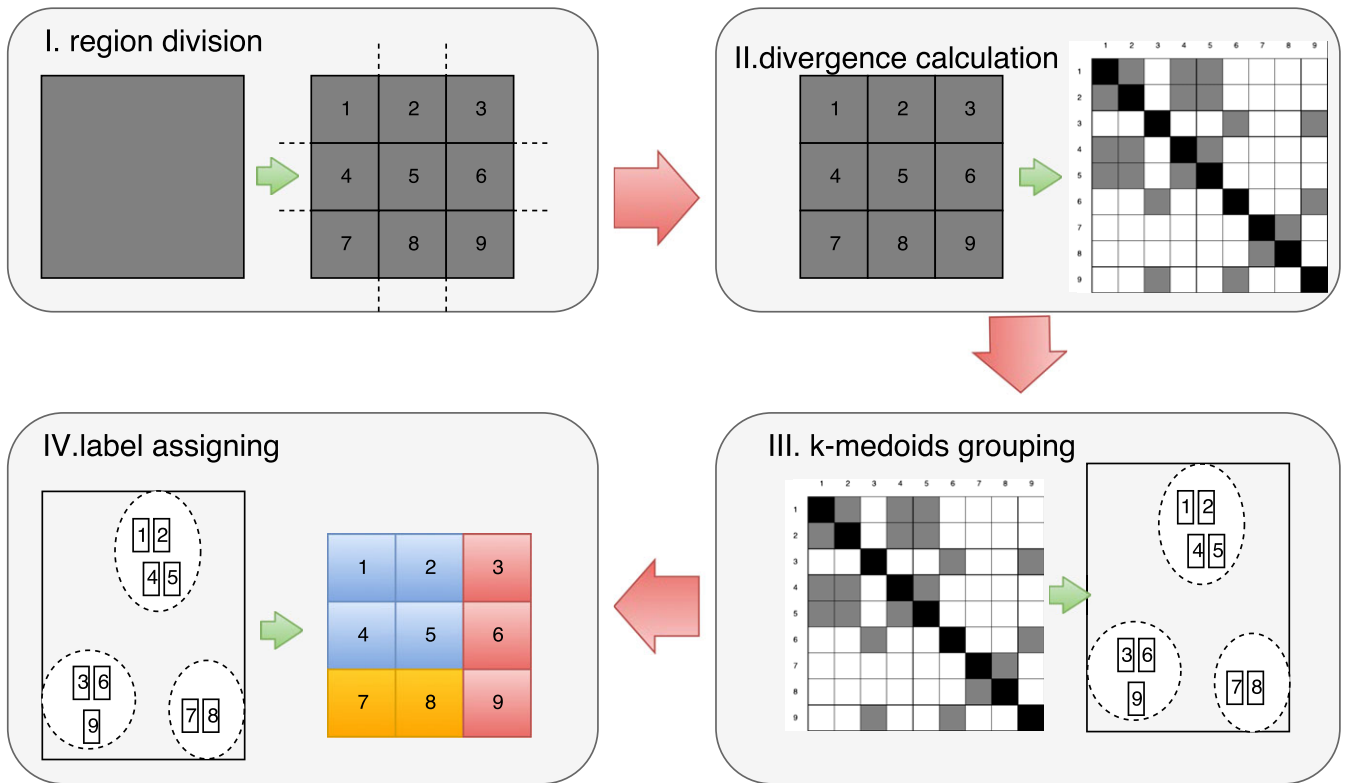 I. region division
1 2 3
4 5 6
7 8 9
II.divergence calculation
1 2 3
4 5 6
7 8 9
1 2 3 4 5 6 7 8 9
1
2
3
4
5
6
7
8
9
IV.label assigning
1 2
4 5
3 6
9
7 8
1 2 3
4 5 6
7 8 9
III. k-medoids grouping
1 2 3 4 5 6 7 8 9
1
2
3
4
5
6
7
8
9
1 2
4 5
3 6
9
7 8